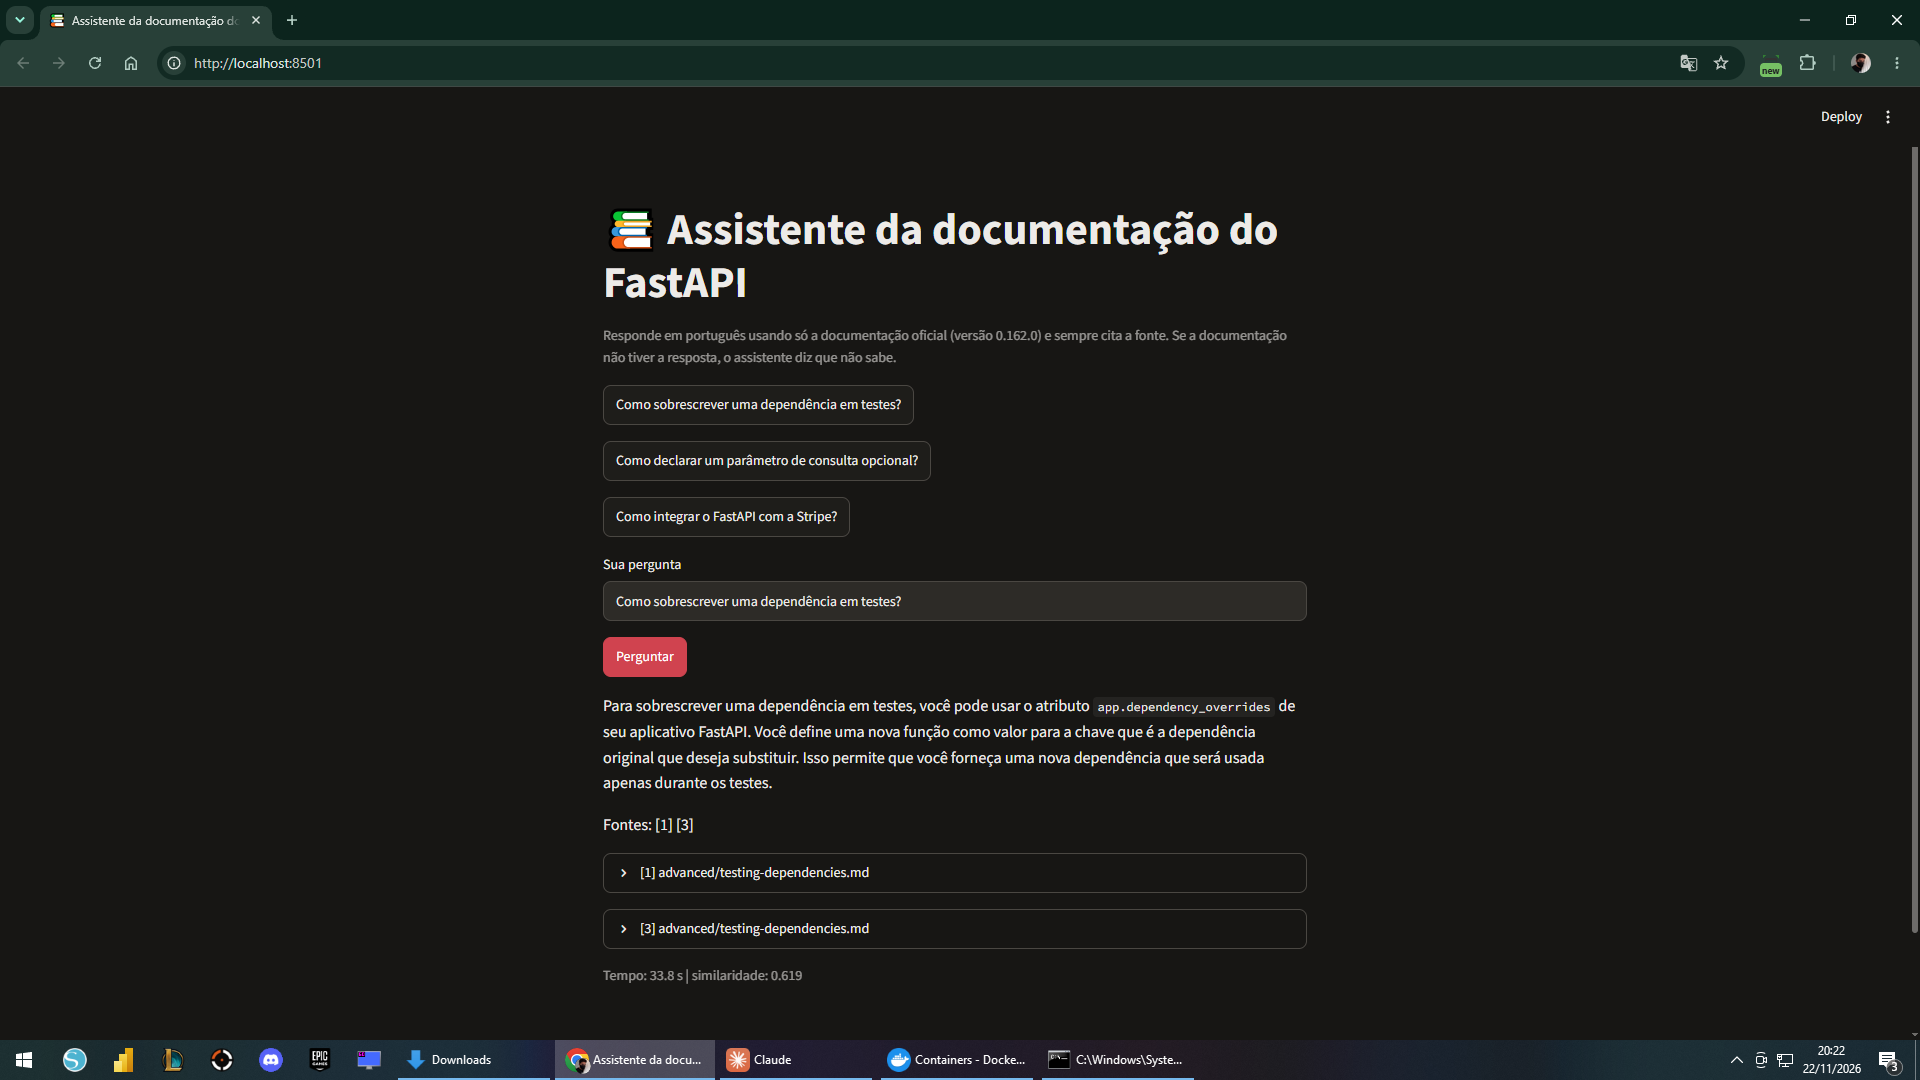 Assistente da documentação do
http://localhost:8501
new
Deploy
Assistente da documentação do
FastAPI
Responde em português usando só a documentação oficial (versão 0.162.0) e sempre cita a fonte. Se a documentação
não tiver a resposta, o assistente diz que não sabe.
Como sobrescrever uma dependência em testes?
Como declarar um parâmetro de consulta opcional?
Como integrar o FastAPI com a Stripe?
Sua pergunta
Como sobrescrever uma dependência em testes?
Perguntar
Para sobrescrever uma dependência em testes, você pode usar o atributo app.dependency_overrides de
seu aplicativo FastAPI. Você define uma nova função como valor para a chave que é a dependência
original que deseja substituir. Isso permite que você forneça uma nova dependência que será usada
apenas durante os testes.
Fontes: [1] [3]
[1] advanced/testing-dependencies.md
[3] advanced/testing-dependencies.md
Tempo: 33.8 s | similaridade: 0.619
EPIC GAMES
Downloads
Assistente da docu...
Claude
Containers - Docke...
C:\Windows\Syste...
20:22
22/11/2026
3